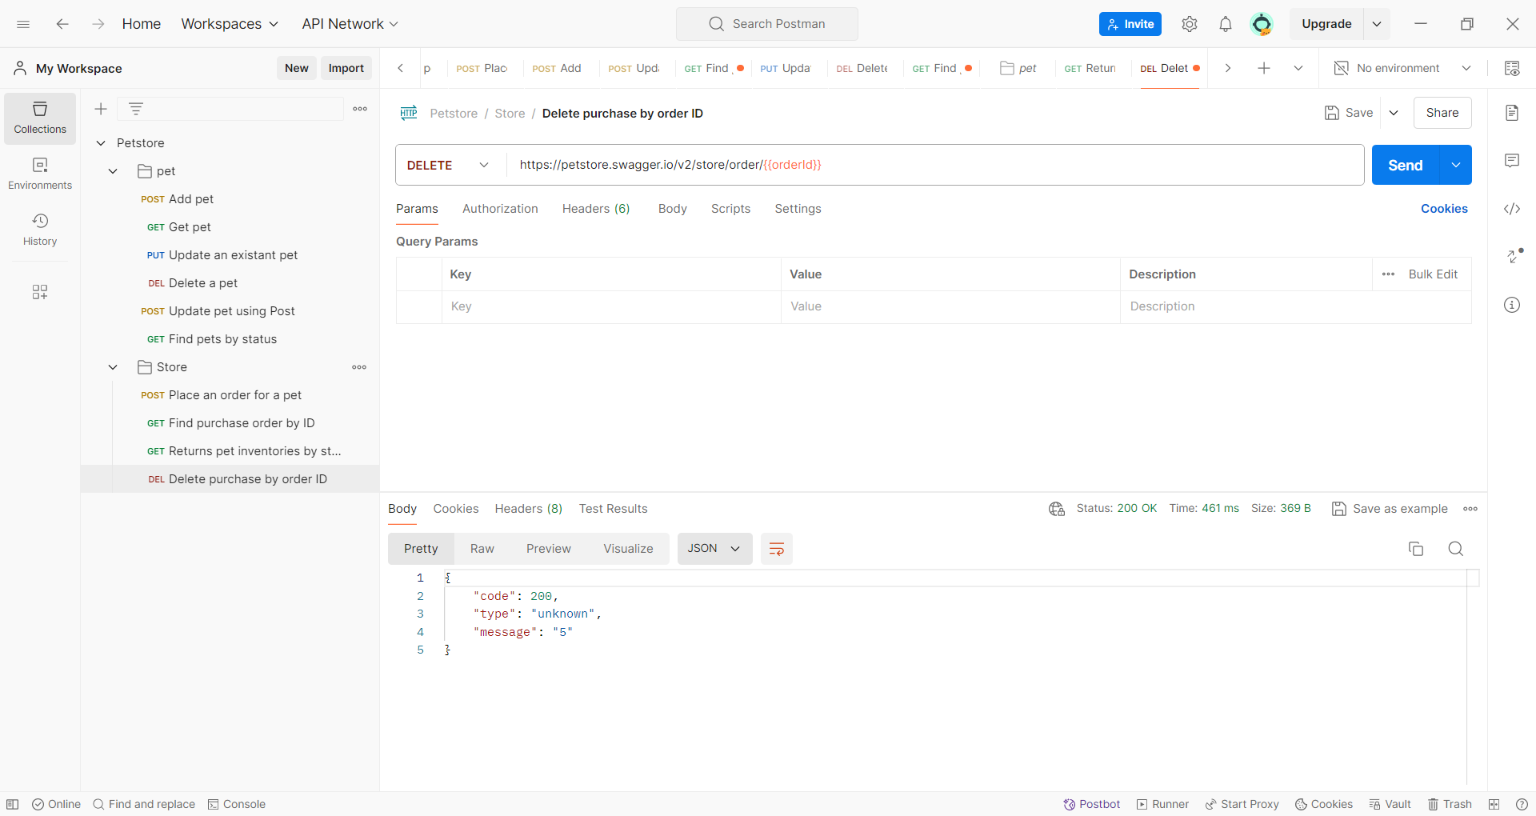 Home Workspaces API Network Search Postman Invite Upgrade
My Workspace New Import
p POST Plac POST Add POST Upd GET Find PUT Upda DEL Delete GET Find pet GET Return DEL Delet No environment
Collections
Environments
History
Petstore
pet
POST Add pet
GET Get pet
PUT Update an existant pet
DEL Delete a pet
POST Update pet using Post
GET Find pets by status
Store
POST Place an order for a pet
GET Find purchase order by ID
GET Returns pet inventories by st...
DEL Delete purchase by order ID
HTTP Petstore / Store / Delete purchase by order ID Save Share
DELETE https://petstore.swagger.io/v2/store/order/{{orderId}} Send
Params Authorization Headers (6) Body Scripts Settings Cookies
Query Params
Key Value Description Bulk Edit
Key Value Description
Body Cookies Headers (8) Test Results Status: 200 OK Time: 461 ms Size: 369 B Save as example
Pretty Raw Preview Visualize JSON
1 {
2 "code": 200,
3 "type": "unknown",
4 "message": "5"
5 }
Online Find and replace Console Postbot Runner Start Proxy Cookies Vault Trash